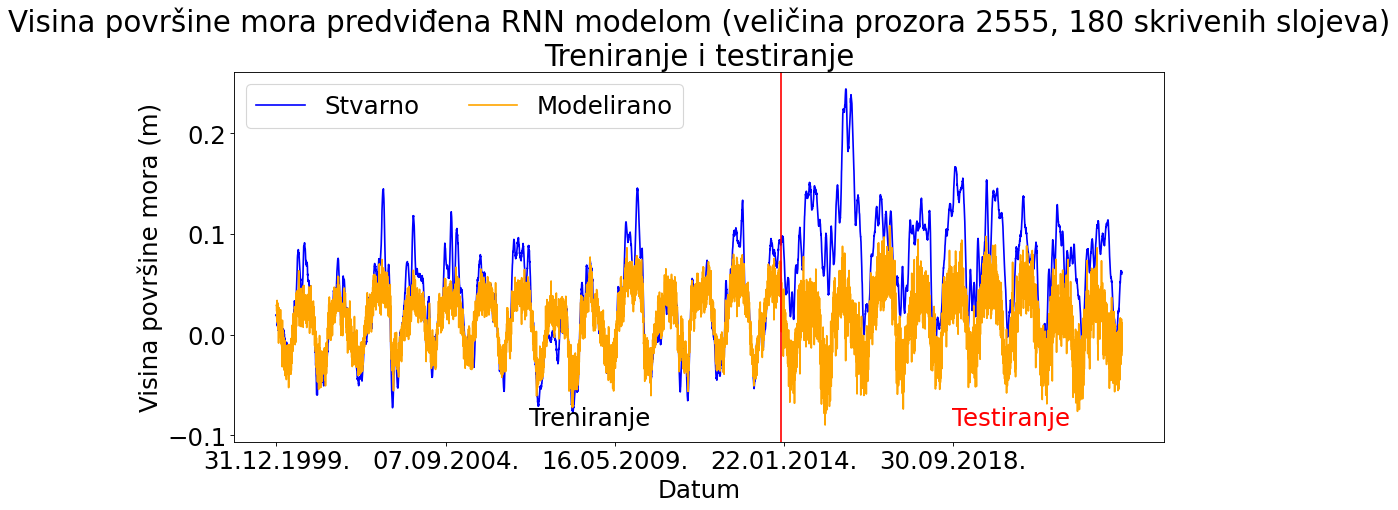 Visina površine mora predviđena RNN modelom (veličina prozora 2555, 180 skrivenih slojeva)
Treniranje i testiranje
Stvarno
Modelirano
Visina površine mora (m)
0.2
0.1
0.0
−0.1
Treniranje
Testiranje
31.12.1999.
07.09.2004.
16.05.2009.
22.01.2014.
30.09.2018.
Datum